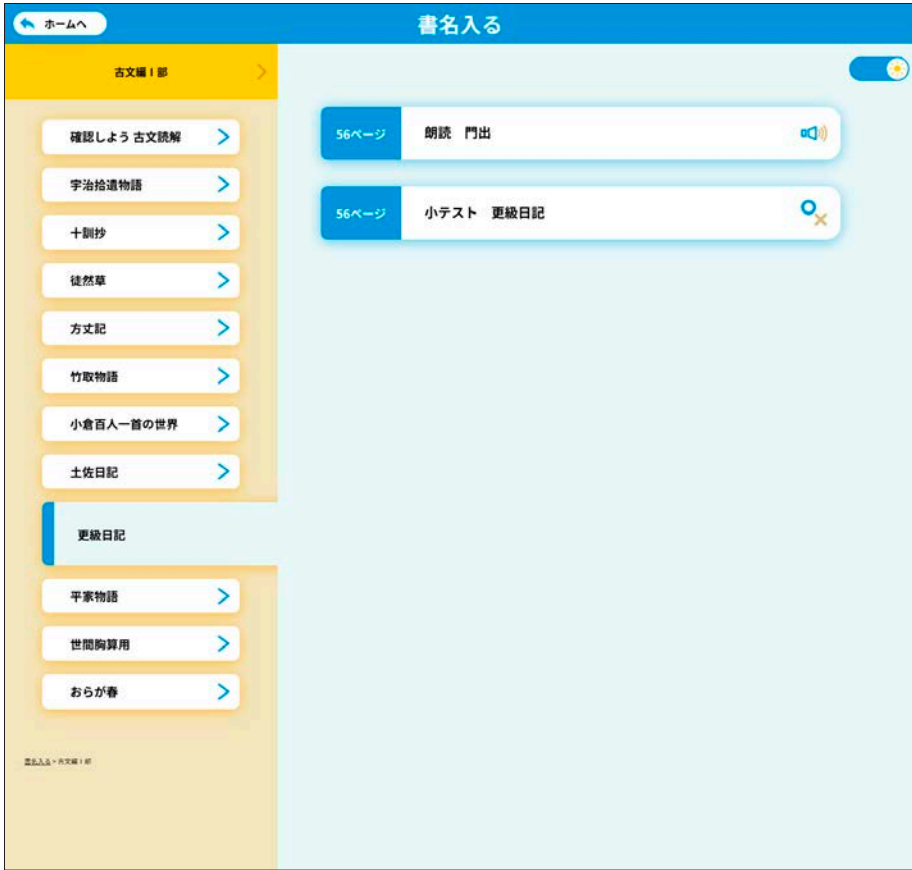 ホームへ
書名入る
古文編Ⅰ部
確認しよう 古文読解
宇治拾遺物語
十訓抄
徒然草
方丈記
竹取物語
小倉百人一首の世界
土佐日記
更級日記
平家物語
世間胸算用
おらが春
書名入る > 古文編Ⅰ部
56ページ 朗読 門出
56ページ 小テスト 更級日記